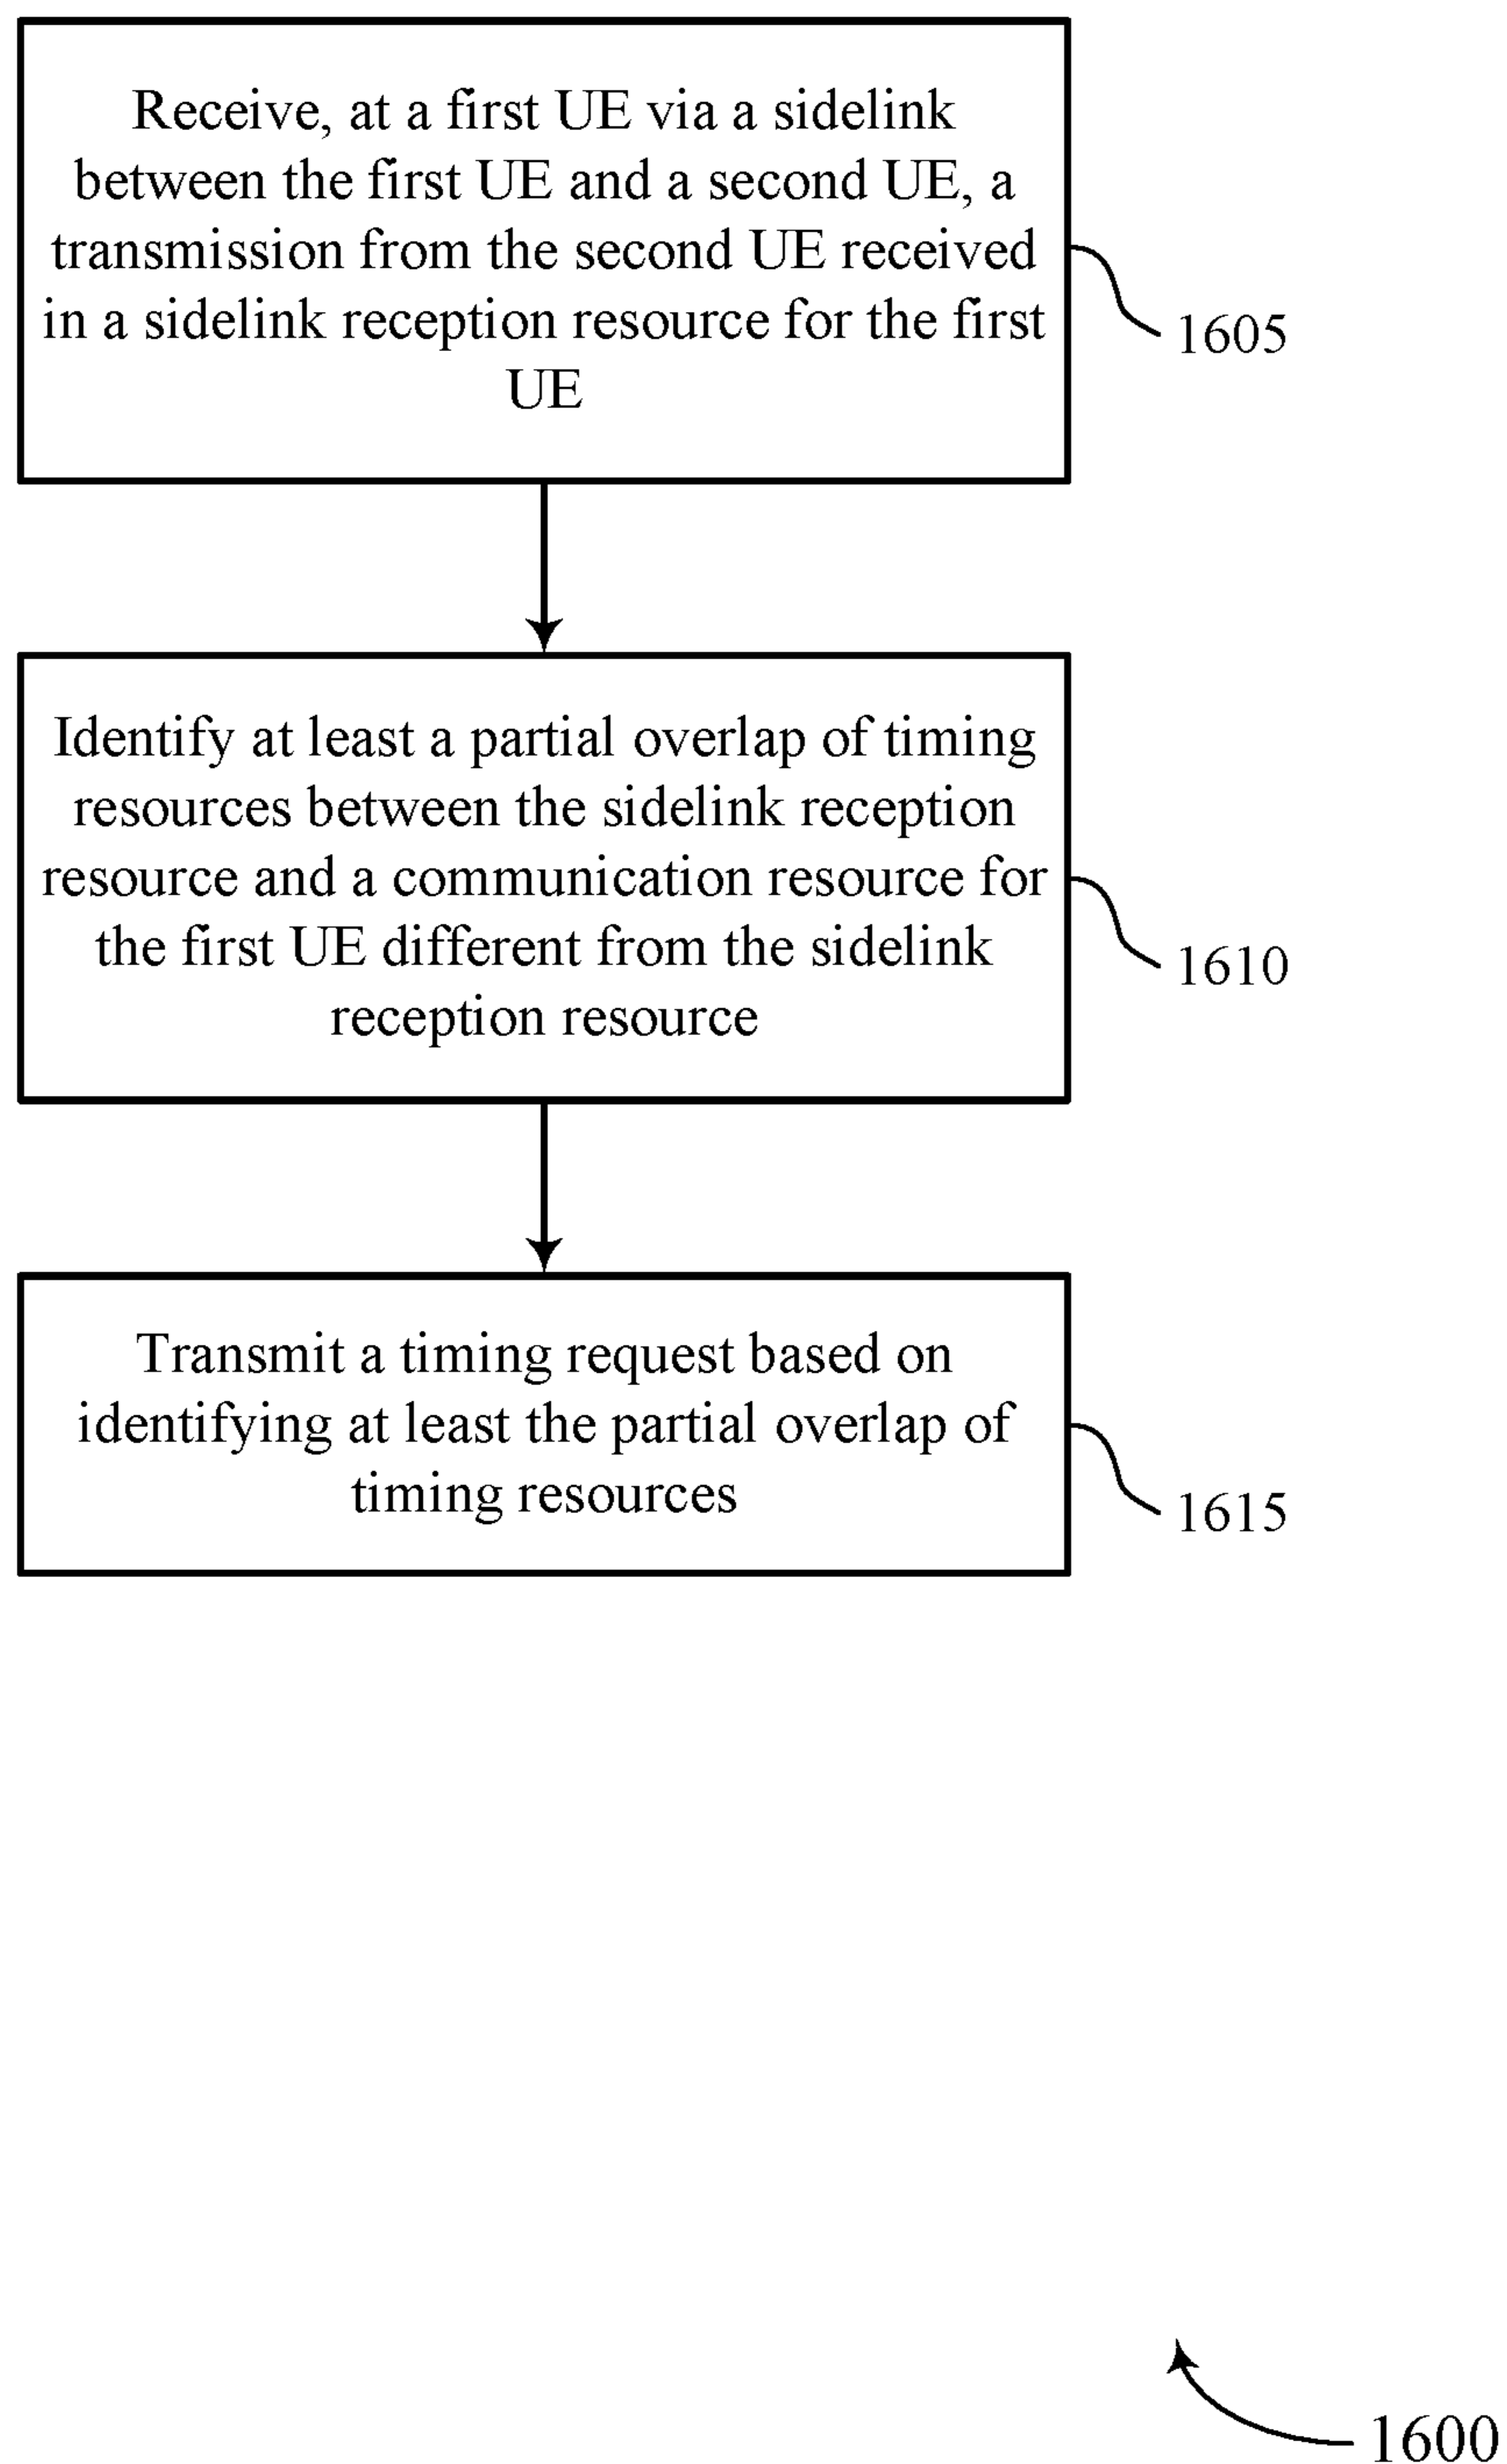 Receive, at a first UE via a sidelink
between the first UE and a second UE, a
transmission from the second UE received
in a sidelink reception resource for the first
UE
1605
Identify at least a partial overlap of timing
resources between the sidelink reception
resource and a communication resource for
the first UE different from the sidelink
reception resource
1610
Transmit a timing request based on
identifying at least the partial overlap of
timing resources
1615
1600